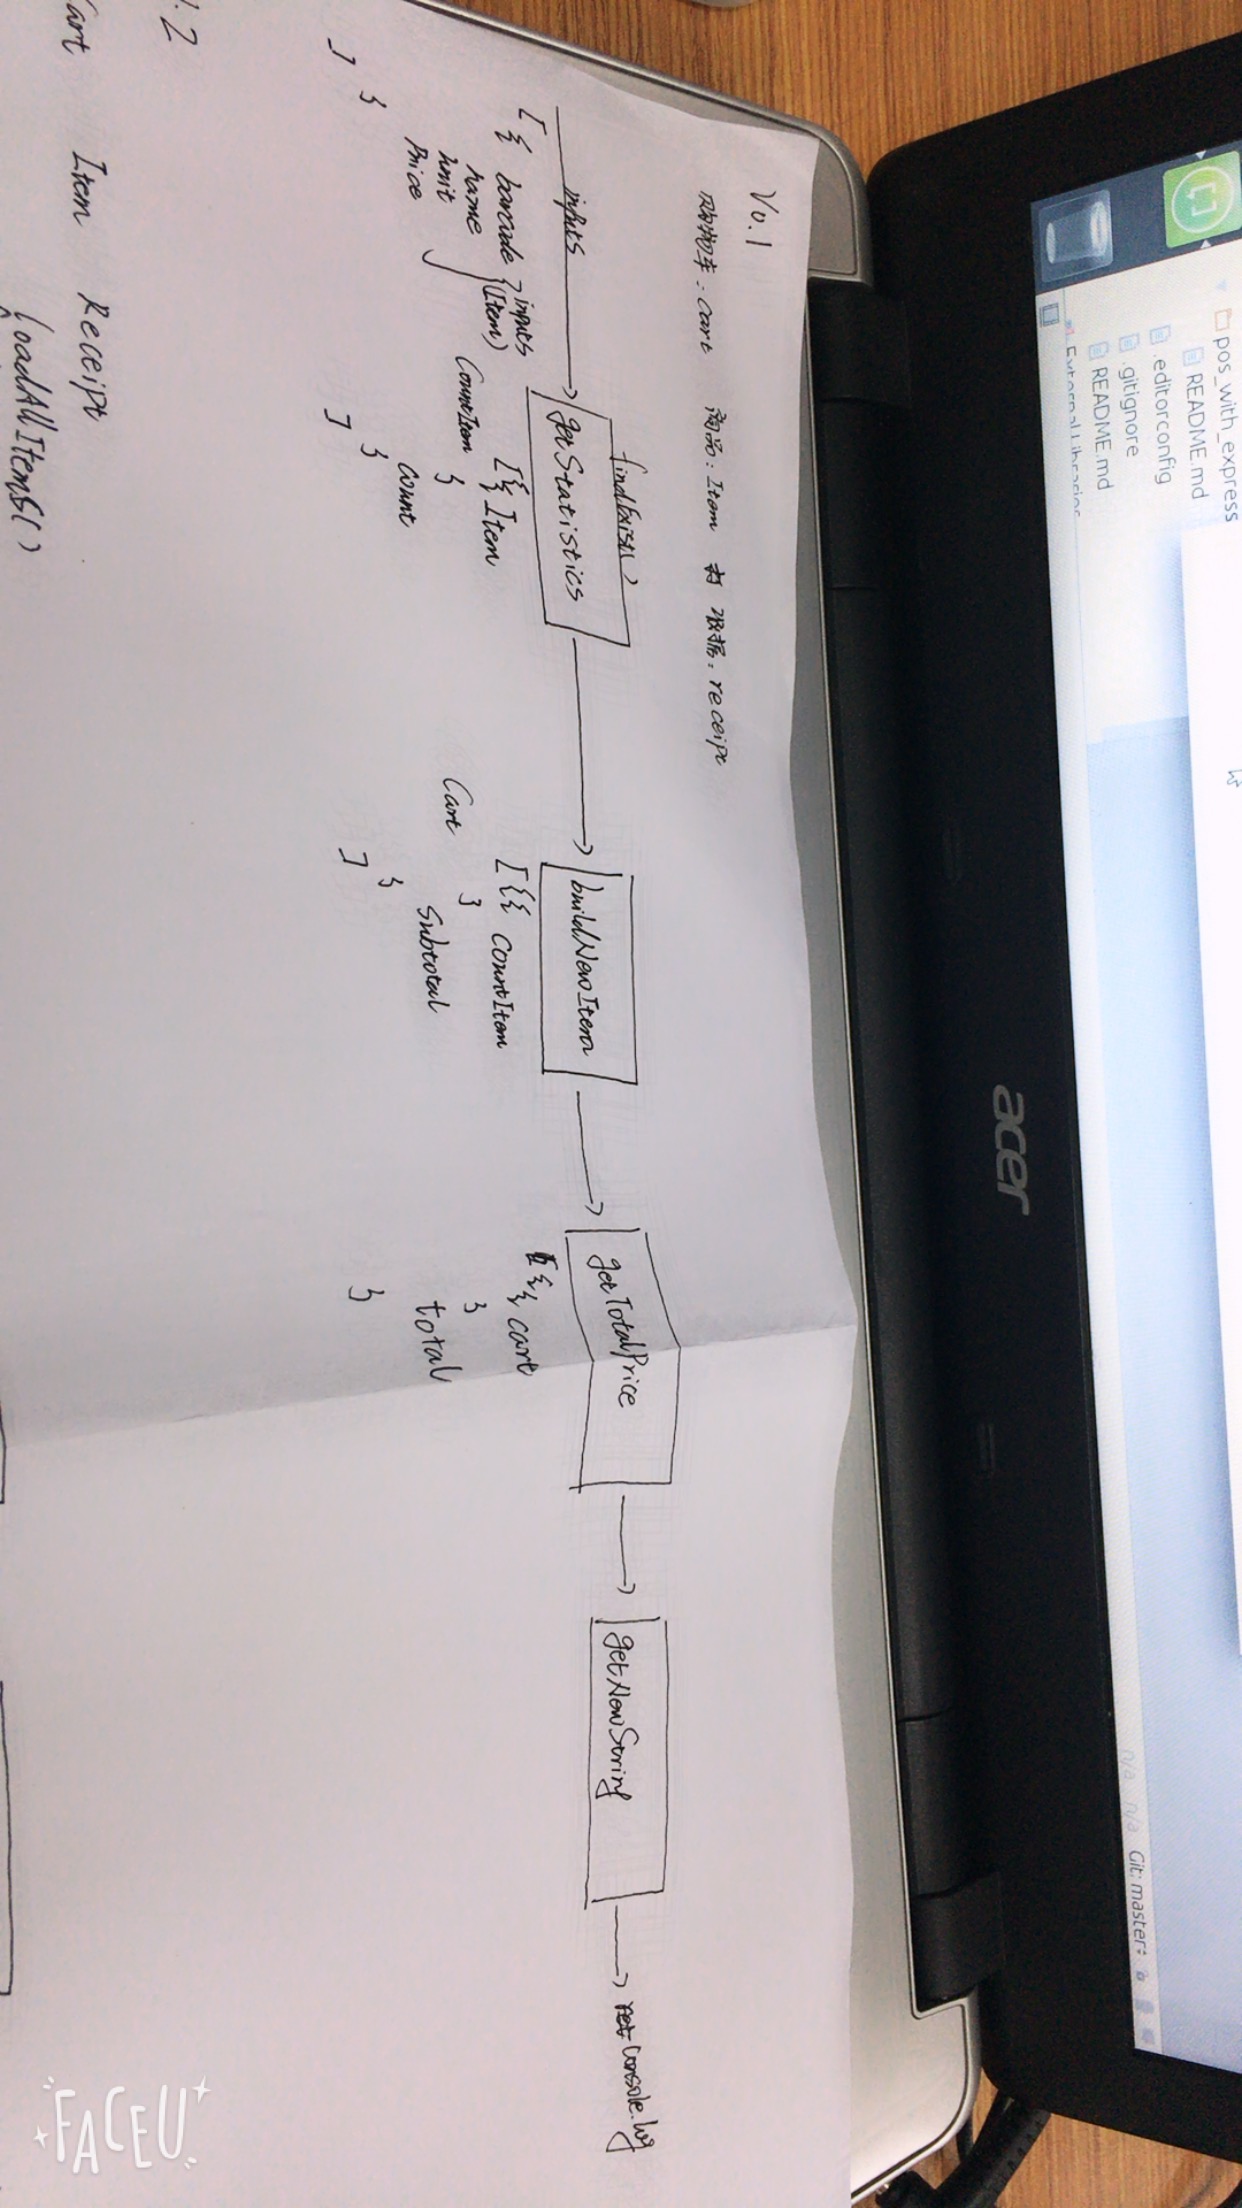 pos_with_express
README.md
.editorconfig
.gitignore
README.md
External Libraries
n/a n/a Git: master
acer
V0.1
购物车: Cart 商品: Item 收据: receipt
findExist()
inputs
getStatistics
buildNewItem
getTotalPrice
getNewString
console.log
[ { barcode
name
unit
Price
inputs
(Item)
}
]
CountItem
[ { { Item
}
count
}
]
Cart
[ { { countItem
}
Subtotal
}
]
{ { cart
}
total
}
.2
art Item Receipt
loadAllItems()
FACEU